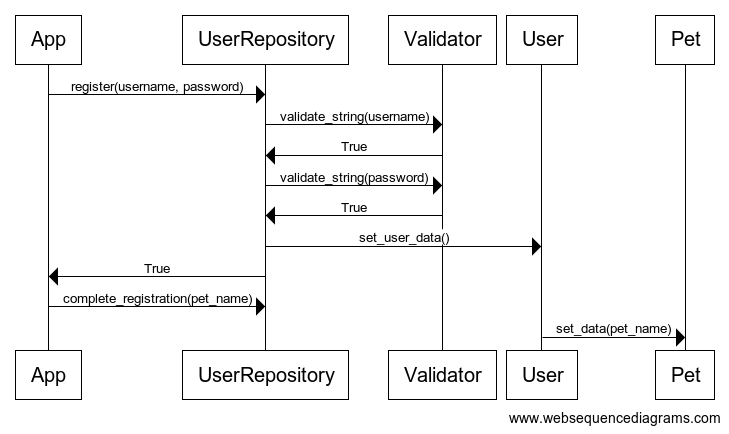 App UserRepository Validator User Pet
register(username, password)
validate_string(username)
True
validate_string(password)
True
set_user_data()
True
complete_registration(pet_name)
set_data(pet_name)
App UserRepository Validator User Pet
www.websequencediagrams.com